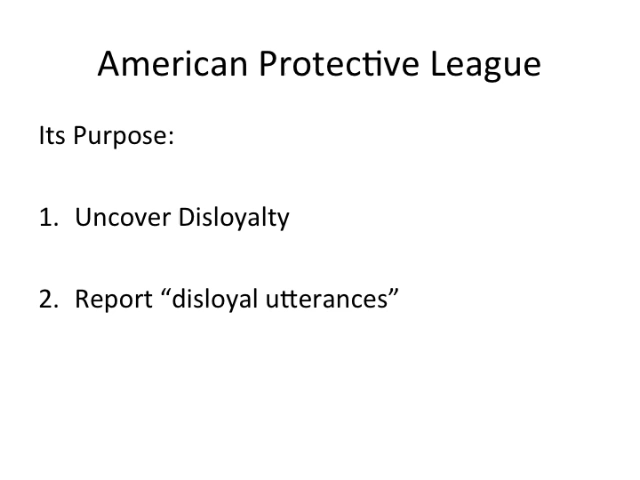 American Protective League
Its Purpose:
1. Uncover Disloyalty
2. Report “disloyal utterances”